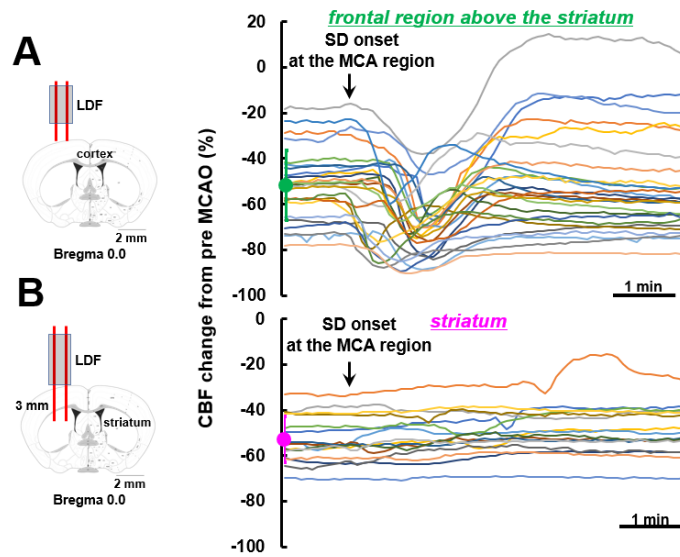 A
LDF
cortex
2 mm
Bregma 0.0
B
LDF
3 mm
striatum
2 mm
Bregma 0.0
CBF change from pre MCAO (%)
frontal region above the striatum
SD onset
at the MCA region
20
0
-20
-40
-60
-80
-100
1 min
striatum
SD onset
at the MCA region
0
-20
-40
-60
-80
-100
1 min